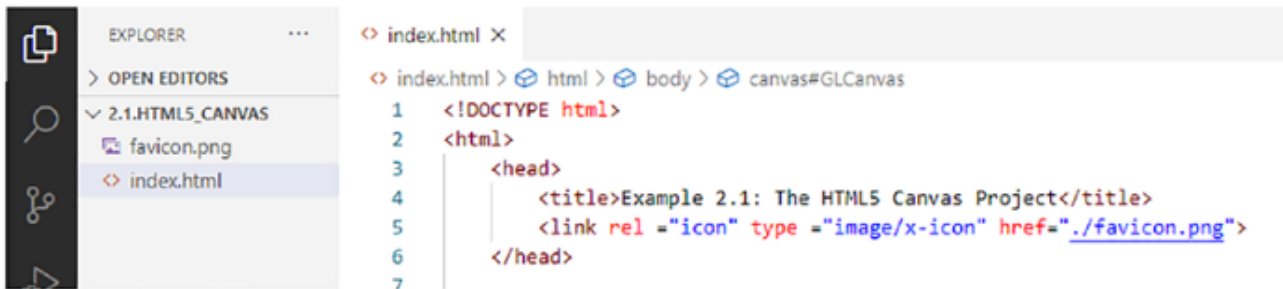 EXPLORER ...
OPEN EDITORS
2.1.HTML5_CANVAS
favicon.png
index.html
index.html
index.html > html > body > canvas#GLCanvas
1 <!DOCTYPE html>
2 <html>
3 <head>
4 <title>Example 2.1: The HTML5 Canvas Project</title>
5 <link rel ="icon" type ="image/x-icon" href="./favicon.png">
6 </head>
7